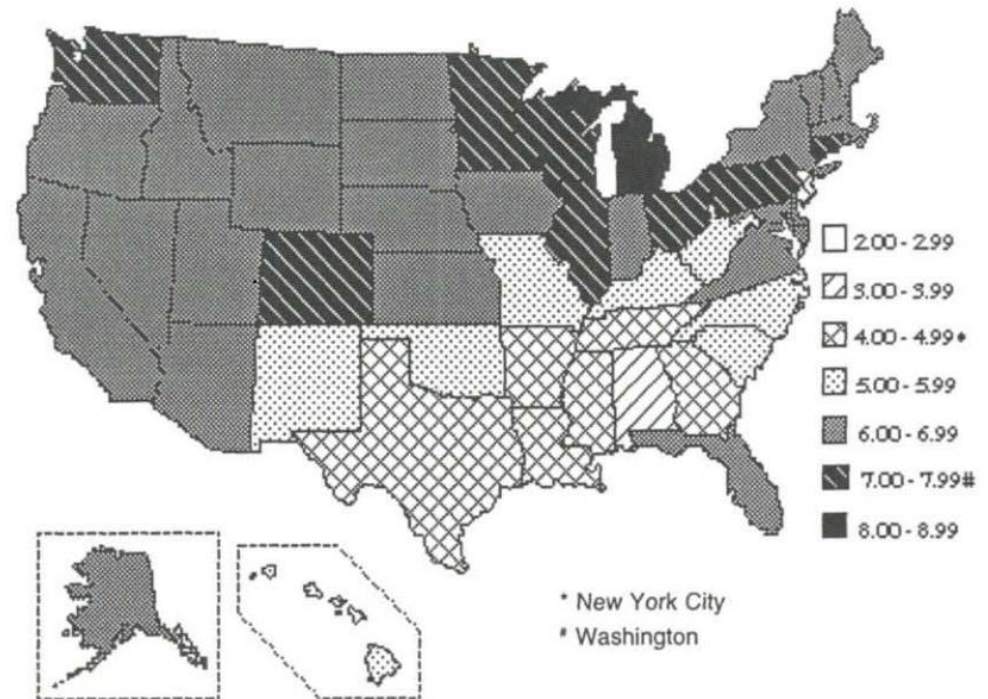 2.00 - 2.99
3.00 - 3.99
4.00 - 4.99*
5.00 - 5.99
6.00 - 6.99
7.00 - 7.99#
8.00 - 8.99
* New York City
# Washington